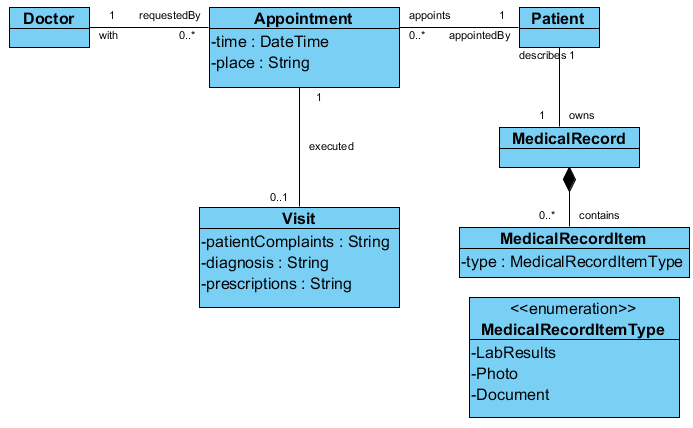 Doctor
1
requestedBy
with
0..*
Appointment
-time : DateTime
-place : String
appoints
1
0..*
appointedBy
Patient
describes 1
1
owns
MedicalRecord
1
executed
0..1
Visit
-patientComplaints : String
-diagnosis : String
-prescriptions : String
0..*
contains
MedicalRecordItem
-type : MedicalRecordItemType
<<enumeration>>
MedicalRecordItemType
-LabResults
-Photo
-Document